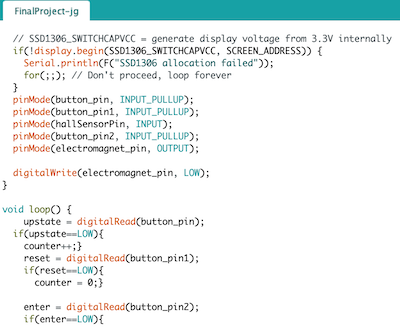 FinalProject-jg
// SSD1306_SWITCHCAPVCC = generate display voltage from 3.3V internally
if(!display.begin(SSD1306_SWITCHCAPVCC, SCREEN_ADDRESS)) {
Serial.println(F("SSD1306 allocation failed"));
for(;;); // Don't proceed, loop forever
}
pinMode(button_pin, INPUT_PULLUP);
pinMode(button_pin1, INPUT_PULLUP);
pinMode(hallSensorPin, INPUT);
pinMode(button_pin2, INPUT_PULLUP);
pinMode(electromagnet_pin, OUTPUT);
digitalWrite(electromagnet_pin, LOW);
}
void loop() {
upstate = digitalRead(button_pin);
if(upstate==LOW){
counter++;}
reset = digitalRead(button_pin1);
if(reset==LOW){
counter = 0;}
enter = digitalRead(button_pin2);
if(enter==LOW){